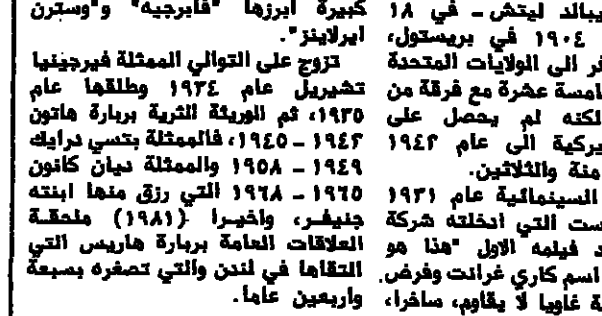 يبالد ليتش ـ في ١٨
١٩٠٤ في بريستول،
فر الى الولايات المتحدة
امسة عشرة مع فرقة من
لكنه لم يحصل على
يركية الى عام ١٩٤٢
منة والثلاثين.
السينمائية عام ١٩٣١
ست التي ادخلته شركة
د فيلمه الاول "هذا هو
اسم كاري غرانت وفرض
ة غاويا لا يقاوم، ساخرا،
كبيرة ابرزها "فابرجيه" و"وسترن
ايرلاينز".
تزوج على التوالي الممثلة فيرجينيا
تشيريل عام ١٩٣٤ وطلقها عام
١٩٣٥، ثم الوريثة الثرية بربارة هاتون
١٩٤٢ ـ ١٩٤٥، فالممثلة بتسي درايك
١٩٤٩ ـ ١٩٥٨ والممثلة ديان كانون
١٩٦٥ ـ ١٩٦٨ التي رزق منها ابنته
جنيفر، واخيرا (١٩٨١) ملحقة
العلاقات العامة بربارة هاريس التي
التقاها في لندن والتي تصغره بسبعة
واربعين عاما.